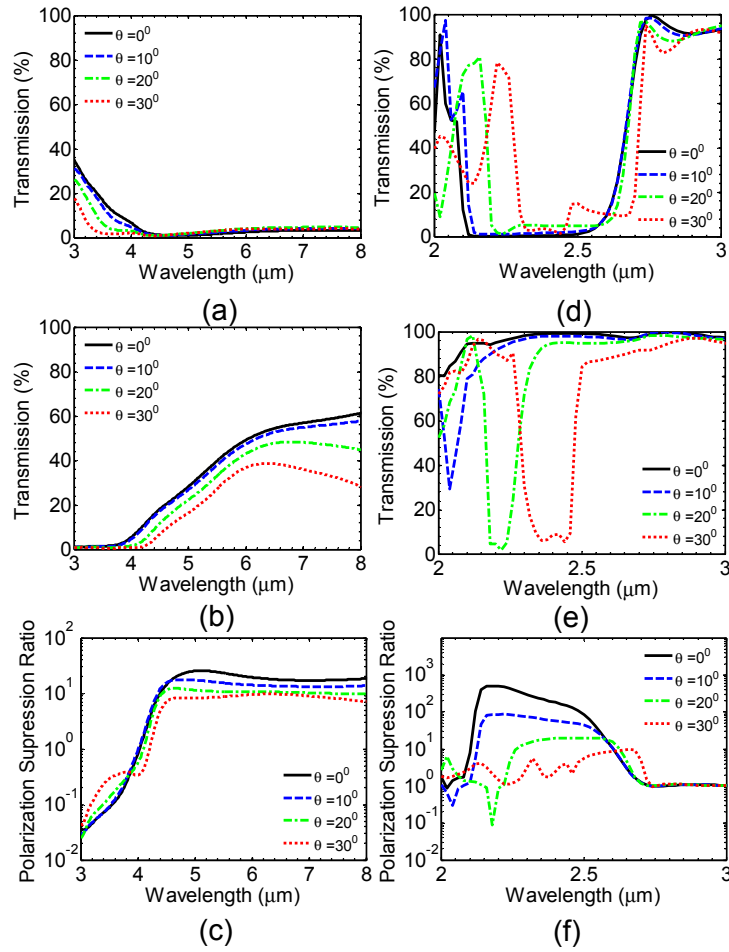 Transmission (%)
100
80
60
40
20
0
θ =0⁰
θ =10⁰
θ =20⁰
θ =30⁰
3 4 5 6 7 8
Wavelength (μm)
(a)
Transmission (%)
100
80
60
40
20
0
θ =0⁰
θ =10⁰
θ =20⁰
θ =30⁰
2 2.5 3
Wavelength (μm)
(d)
Transmission (%)
100
80
60
40
20
0
θ =0⁰
θ =10⁰
θ =20⁰
θ =30⁰
3 4 5 6 7 8
Wavelength (μm)
(b)
Transmission (%)
100
80
60
40
20
0
θ =0⁰
θ =10⁰
θ =20⁰
θ =30⁰
2 2.5 3
Wavelength (μm)
(e)
Polarization Supression Ratio
10²
10¹
10⁰
10⁻¹
10⁻²
θ =0⁰
θ =10⁰
θ =20⁰
θ =30⁰
3 4 5 6 7 8
Wavelength (μm)
(c)
Polarization Supression Ratio
10³
10²
10¹
10⁰
10⁻¹
10⁻²
θ =0⁰
θ =10⁰
θ =20⁰
θ =30⁰
2 2.5 3
Wavelength (μm)
(f)